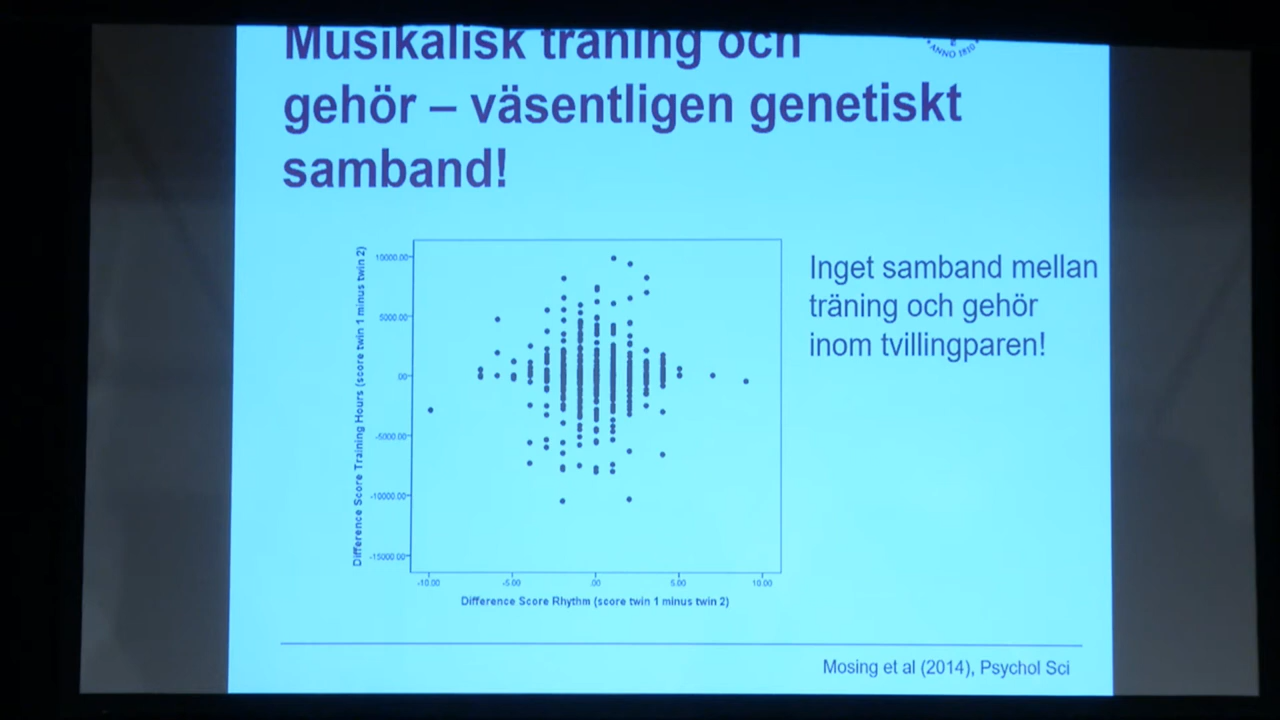 Musikalisk träning och
gehör – väsentligen genetiskt
samband!
ANNO 1810
Inget samband mellan
träning och gehör
inom tvillingparen!
Difference Score Training Hours (score twin 1 minus twin 2)
10000.00
5000.00
.00
-5000.00
-10000.00
-15000.00
-10.00 -5.00 .00 5.00 10.00
Difference Score Rhythm (score twin 1 minus twin 2)
Mosing et al (2014), Psychol Sci